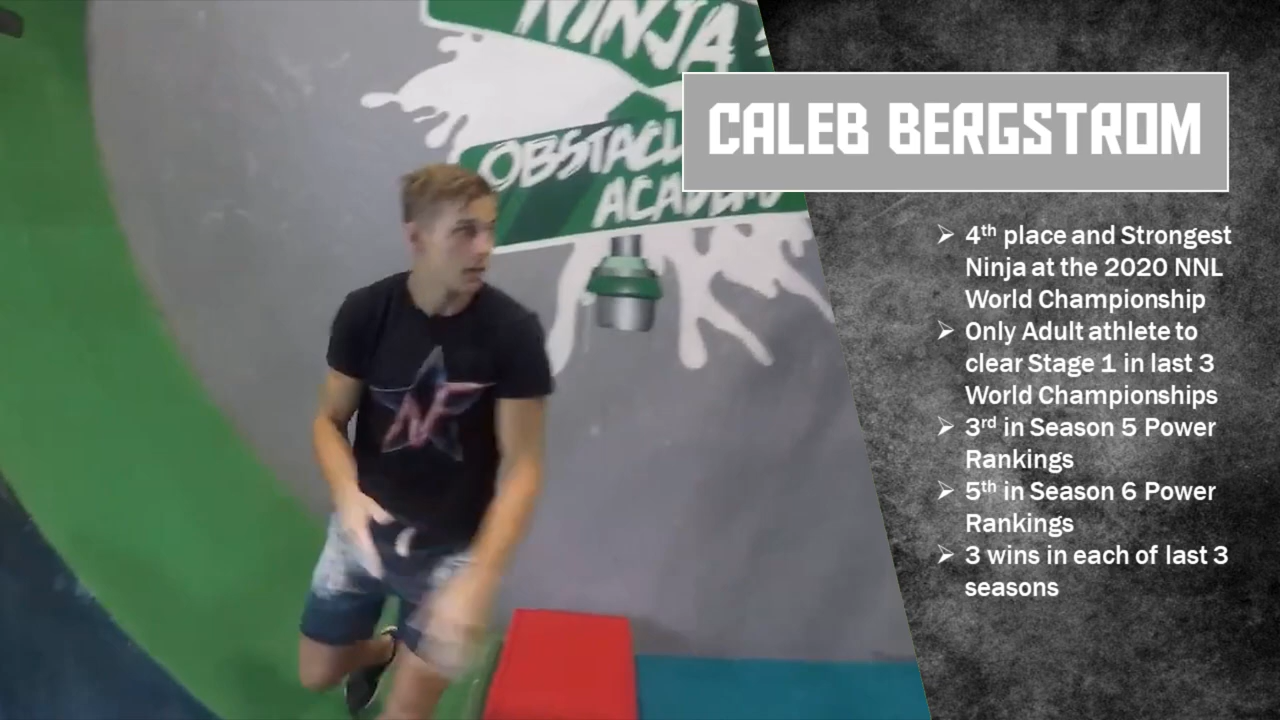 NINJA
OBSTACL
ACADEMY
CALEB BERGSTROM
NF
➢ 4th place and Strongest
Ninja at the 2020 NNL
World Championship
➢ Only Adult athlete to
clear Stage 1 in last 3
World Championships
➢ 3rd in Season 5 Power
Rankings
➢ 5th in Season 6 Power
Rankings
➢ 3 wins in each of last 3
seasons